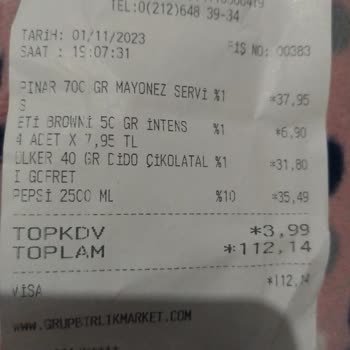 TEL:0(212)648 39-34
TARİH: 01/11/2023
SAAT : 19:07:31 FİŞ NO: 00383
PINAR 700 GR MAYONEZ SERVİ %1 *37,95
S
ETİ BROWNİ 50 GR İNTENS %1 *6,90
4 ADET X 7,95 TL
ÜLKER 40 GR DİDO ÇİKOLATAL %1 *31,80
I GOFRET
PEPSİ 2500 ML %10 *35,49
TOPKDV *3,99
TOPLAM *112,14
VİSA *112,14
WWW.GRUPBIRLIKMARKET.COM